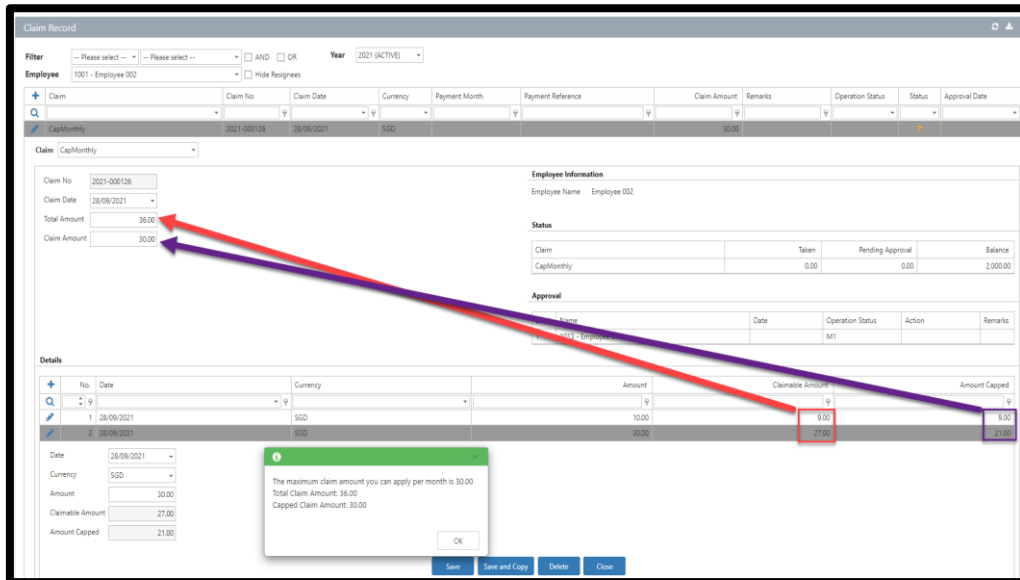 Claim Record
Filter -- Please select -- -- Please select -- AND OR Year 2021 (ACTIVE)
Employee 1001 - Employee 002 Hide Resignees
Claim Claim No Claim Date Currency Payment Month Payment Reference Claim Amount Remarks Operation Status Status Approval Date
CapMonthly 2021-000126 28/09/2021 SGD 30.00 ?
Claim CapMonthly
Claim No 2021-000126
Claim Date 28/09/2021
Total Amount 36.00
Claim Amount 30.00
Employee Information
Employee Name Employee 002
Status
Claim Taken Pending Approval Balance
CapMonthly 0.00 0.00 2,000.00
Approval
Name Date Operation Status Action Remarks
1013 - Employee M1
Details
No. Date Currency Amount Claimable Amount Amount Capped
1 28/09/2021 SGD 10.00 9.00 9.00
2 28/09/2021 SGD 30.00 27.00 21.00
Date 28/09/2021
Currency SGD
Amount 30.00
Claimable Amount 27.00
Amount Capped 21.00
The maximum claim amount you can apply per month is 30.00
Total Claim Amount: 36.00
Capped Claim Amount: 30.00
OK
Save Save and Copy Delete Close